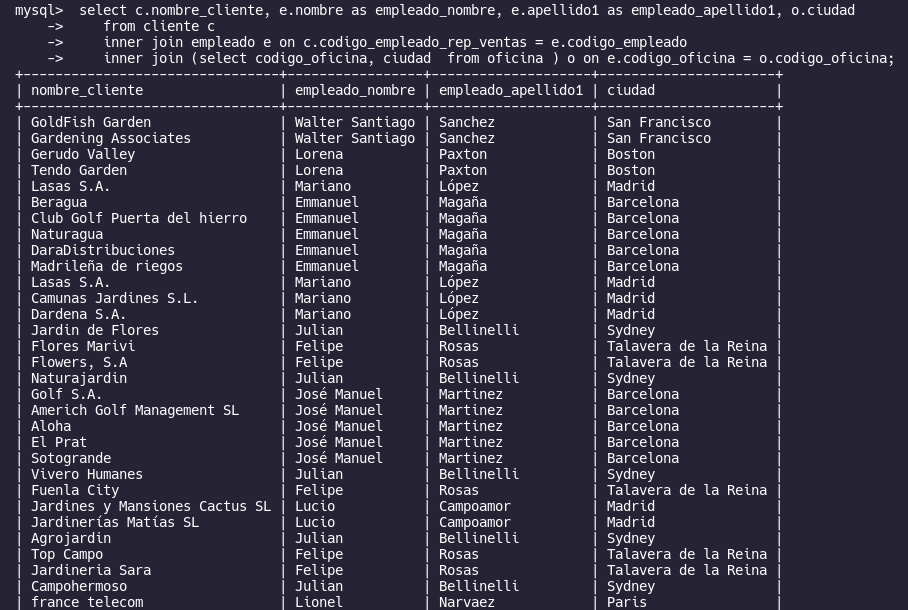 mysql>  select c.nombre_cliente, e.nombre as empleado_nombre, e.apellido1 as empleado_apellido1, o.ciudad
    ->     from cliente c
    ->     inner join empleado e on c.codigo_empleado_rep_ventas = e.codigo_empleado
    ->     inner join (select codigo_oficina, ciudad  from oficina ) o on e.codigo_oficina = o.codigo_oficina;
+--------------------------------+-----------------+--------------------+----------------------+
| nombre_cliente                 | empleado_nombre | empleado_apellido1 | ciudad               |
+--------------------------------+-----------------+--------------------+----------------------+
| GoldFish Garden                | Walter Santiago | Sanchez            | San Francisco        |
| Gardening Associates           | Walter Santiago | Sanchez            | San Francisco        |
| Gerudo Valley                  | Lorena          | Paxton             | Boston               |
| Tendo Garden                   | Lorena          | Paxton             | Boston               |
| Lasas S.A.                     | Mariano         | López              | Madrid               |
| Beragua                        | Emmanuel        | Magaña             | Barcelona            |
| Club Golf Puerta del hierro    | Emmanuel        | Magaña             | Barcelona            |
| Naturagua                      | Emmanuel        | Magaña             | Barcelona            |
| DaraDistribuciones             | Emmanuel        | Magaña             | Barcelona            |
| Madrileña de riegos            | Emmanuel        | Magaña             | Barcelona            |
| Lasas S.A.                     | Mariano         | López              | Madrid               |
| Camunas Jardines S.L.          | Mariano         | López              | Madrid               |
| Dardena S.A.                   | Mariano         | López              | Madrid               |
| Jardin de Flores               | Julian          | Bellinelli         | Sydney               |
| Flores Marivi                  | Felipe          | Rosas              | Talavera de la Reina |
| Flowers, S.A                   | Felipe          | Rosas              | Talavera de la Reina |
| Naturajardin                   | Julian          | Bellinelli         | Sydney               |
| Golf S.A.                      | José Manuel     | Martinez           | Barcelona            |
| Americh Golf Management SL     | José Manuel     | Martinez           | Barcelona            |
| Aloha                          | José Manuel     | Martinez           | Barcelona            |
| El Prat                        | José Manuel     | Martinez           | Barcelona            |
| Sotogrande                     | José Manuel     | Martinez           | Barcelona            |
| Vivero Humanes                 | Julian          | Bellinelli         | Sydney               |
| Fuenla City                    | Felipe          | Rosas              | Talavera de la Reina |
| Jardines y Mansiones Cactus SL | Lucio           | Campoamor          | Madrid               |
| Jardinerías Matías SL          | Lucio           | Campoamor          | Madrid               |
| Agrojardin                     | Julian          | Bellinelli         | Sydney               |
| Top Campo                      | Felipe          | Rosas              | Talavera de la Reina |
| Jardineria Sara                | Felipe          | Rosas              | Talavera de la Reina |
| Campohermoso                   | Julian          | Bellinelli         | Sydney               |
| france telecom                 | Lionel          | Narvaez            | Paris                |